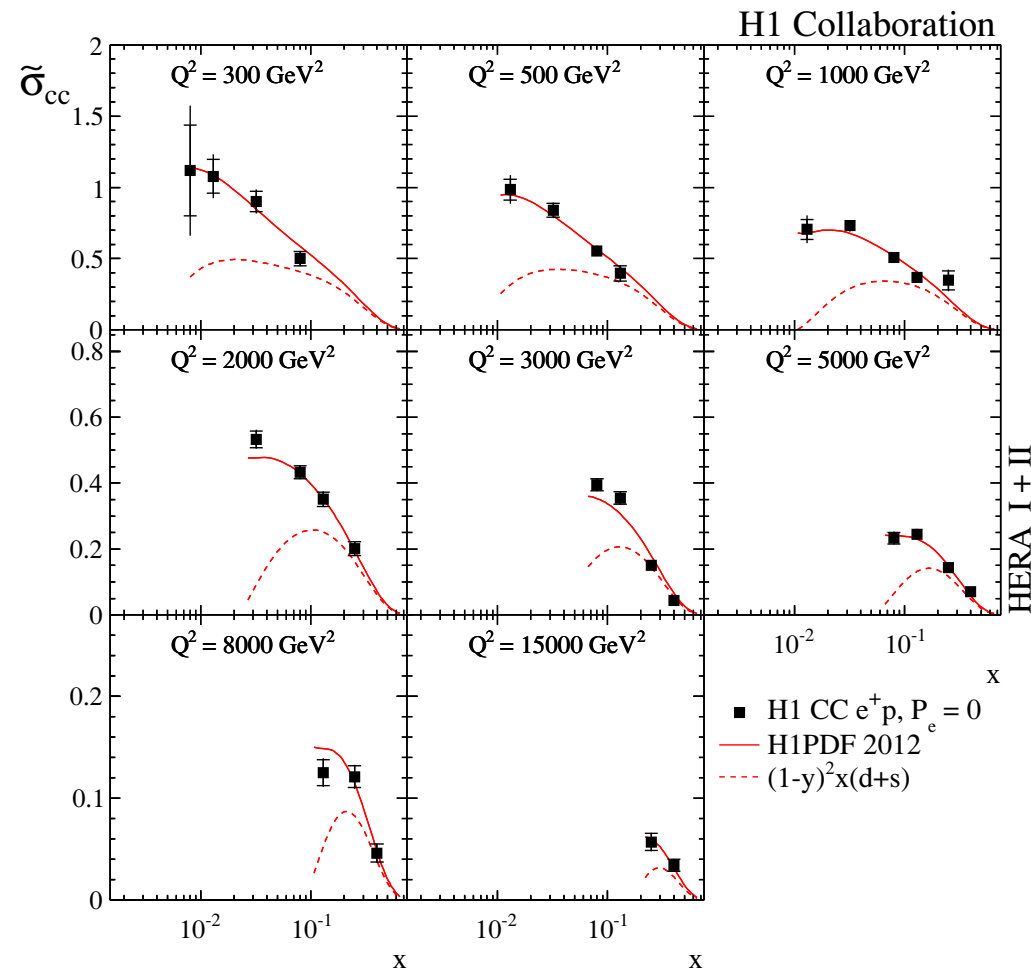 H1 Collaboration
σ̃cc
2
1.5
1
0.5
0
Q² = 300 GeV²
Q² = 500 GeV²
Q² = 1000 GeV²
0.8
0.6
0.4
0.2
0
Q² = 2000 GeV²
Q² = 3000 GeV²
Q² = 5000 GeV²
HERA I + II
10⁻² 10⁻¹
x
0.2
0.1
0
Q² = 8000 GeV²
Q² = 15000 GeV²
H1 CC e⁺p, Pₑ = 0
H1PDF 2012
(1-y)²x(d+s)
10⁻² 10⁻¹
x
10⁻² 10⁻¹
x